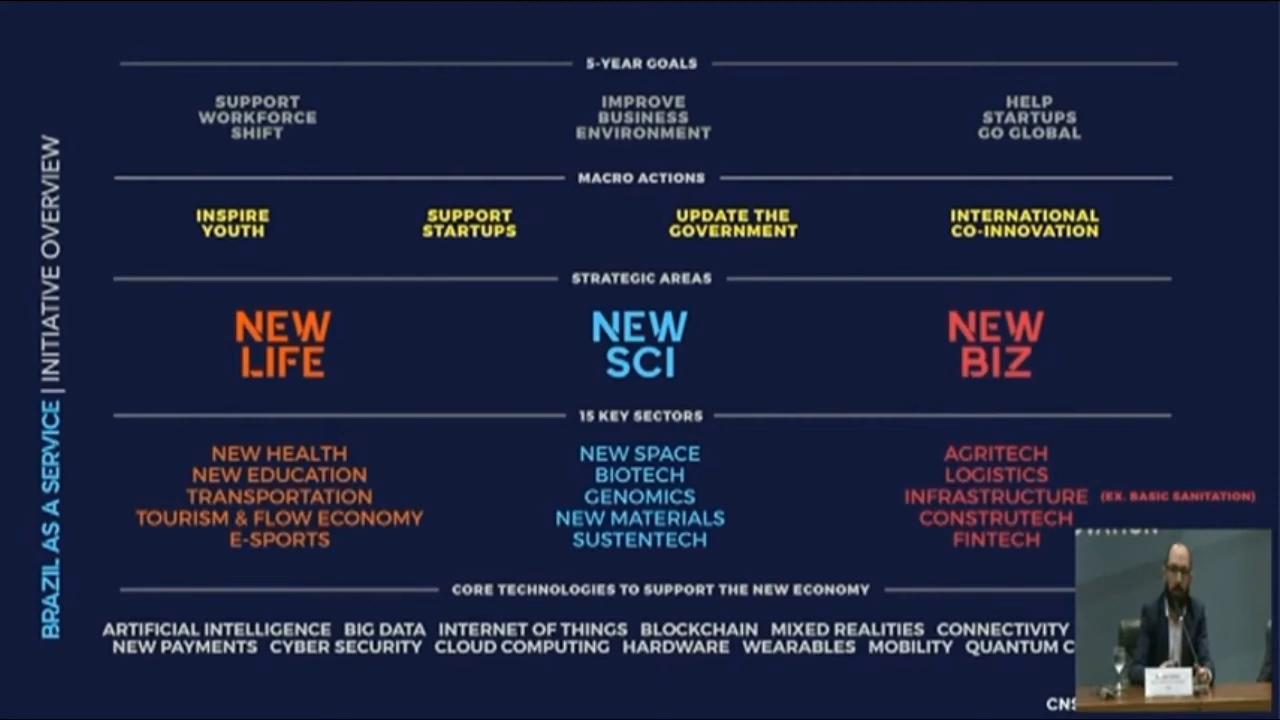 5-YEAR GOALS
SUPPORT
WORKFORCE
SHIFT
IMPROVE
BUSINESS
ENVIRONMENT
HELP
STARTUPS
GO GLOBAL
MACRO ACTIONS
INSPIRE
YOUTH
SUPPORT
STARTUPS
UPDATE THE
GOVERNMENT
INTERNATIONAL
CO-INNOVATION
STRATEGIC AREAS
NEW
LIFE
NEW
SCI
NEW
BIZ
15 KEY SECTORS
NEW HEALTH
NEW EDUCATION
TRANSPORTATION
TOURISM & FLOW ECONOMY
E-SPORTS
NEW SPACE
BIOTECH
GENOMICS
NEW MATERIALS
SUSTENTECH
AGRITECH
LOGISTICS
INFRASTRUCTURE (EX. BASIC SANITATION)
CONSTRUTECH
FINTECH
CORE TECHNOLOGIES TO SUPPORT THE NEW ECONOMY
ARTIFICIAL INTELLIGENCE BIG DATA INTERNET OF THINGS BLOCKCHAIN MIXED REALITIES CONNECTIVITY
NEW PAYMENTS CYBER SECURITY CLOUD COMPUTING HARDWARE WEARABLES MOBILITY QUANTUM
BRAZIL AS A SERVICE | INITIATIVE OVERVIEW